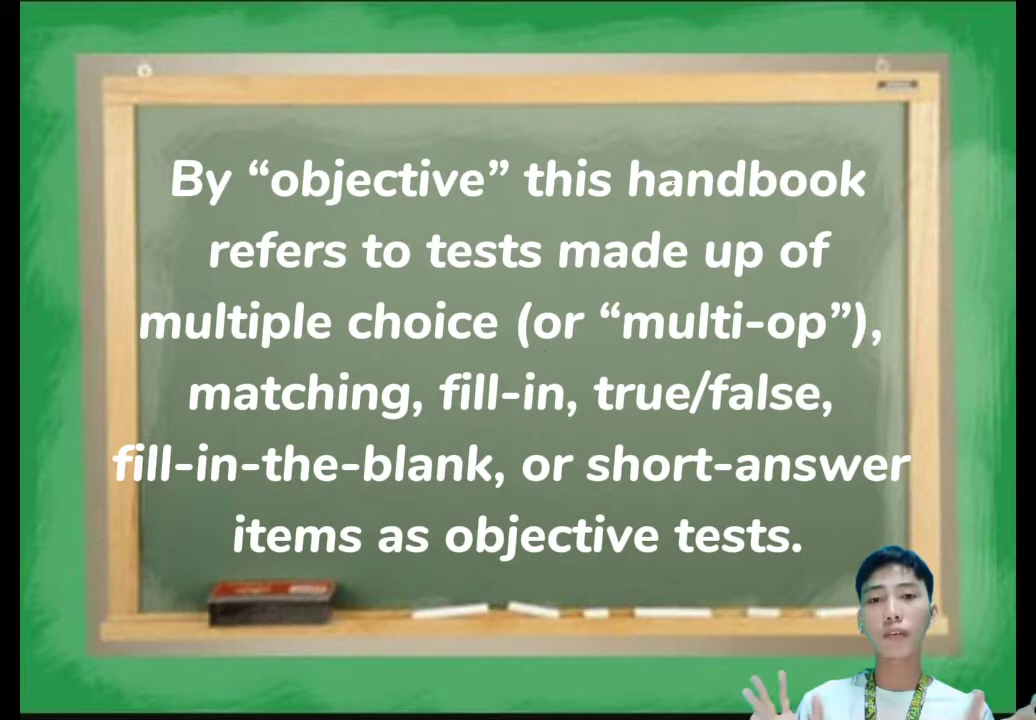 By “objective” this handbook
refers to tests made up of
multiple choice (or “multi-op”),
matching, fill-in, true/false,
fill-in-the-blank, or short-answer
items as objective tests.